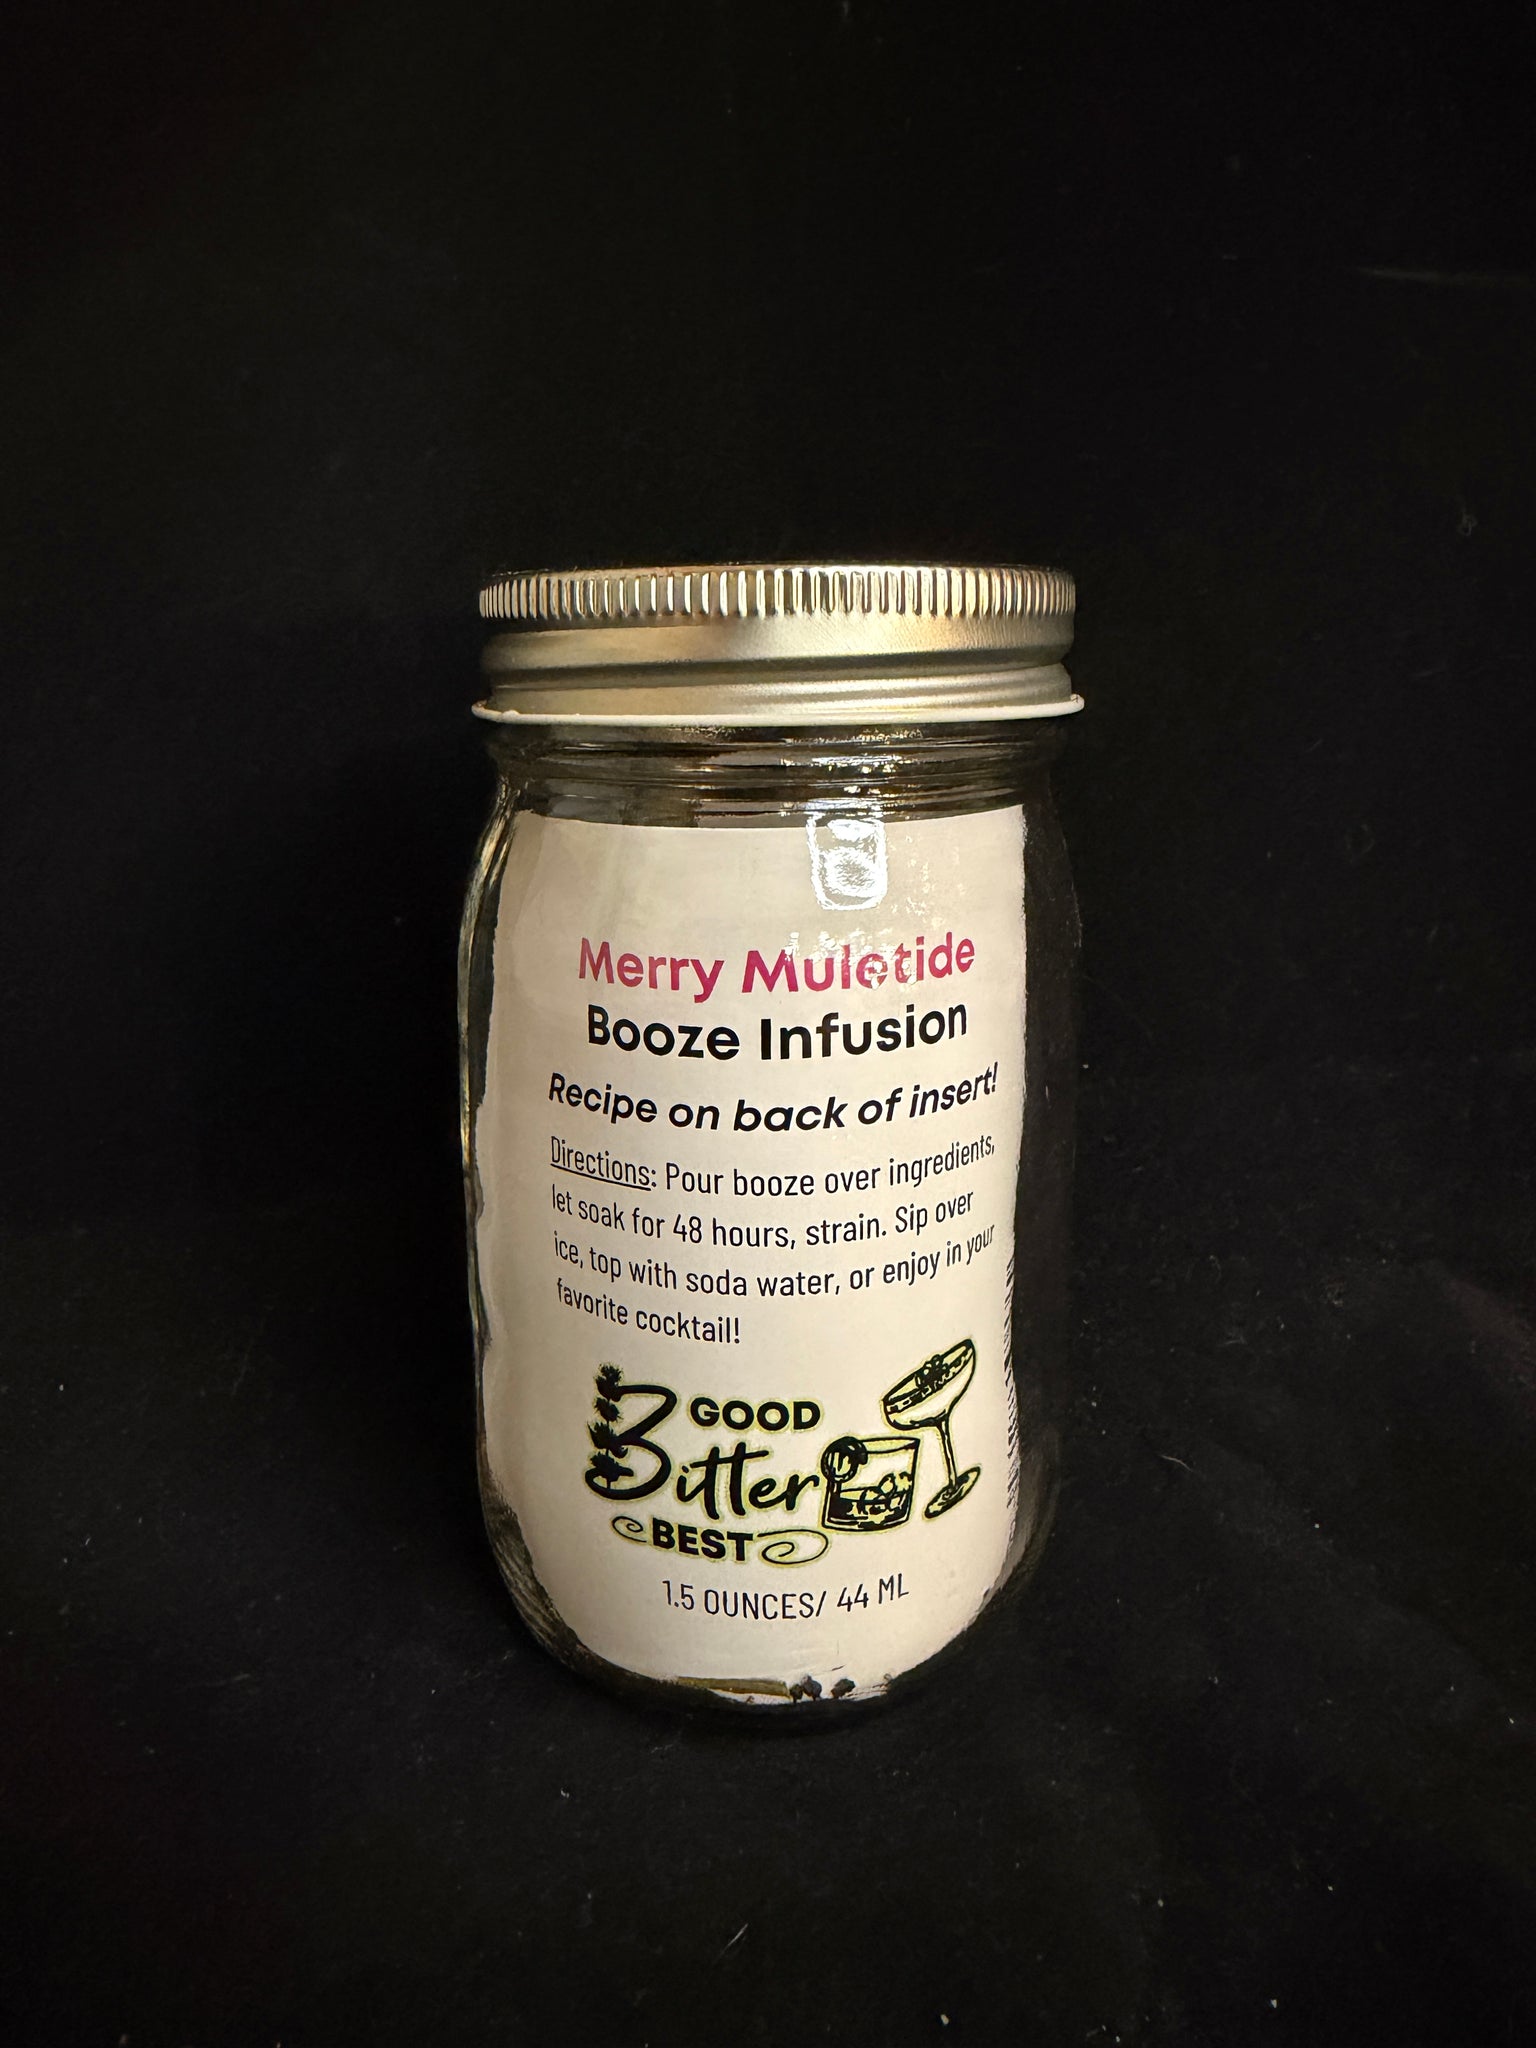 Merry Muletide
Booze Infusion
Recipe on back of insert!
Directions: Pour booze over ingredients,
let soak for 48 hours, strain. Sip over
ice, top with soda water, or enjoy in your
favorite cocktail!
GOOD
Bitter
BEST
1.5 OUNCES/ 44 ML